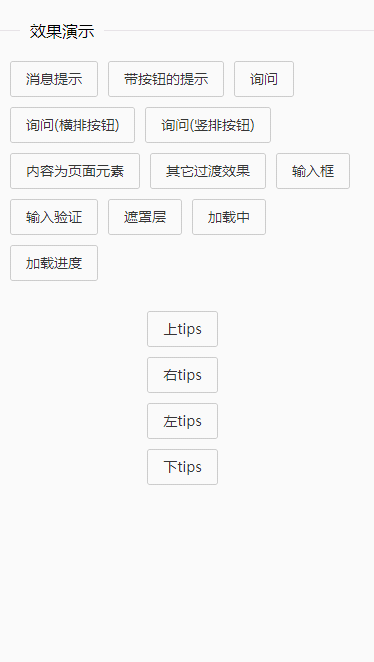 效果演示
消息提示 带按钮的提示 询问
询问(横排按钮) 询问(竖排按钮)
内容为页面元素 其它过渡效果 输入框
输入验证 遮罩层 加载中
加载进度
上tips
右tips
左tips
下tips